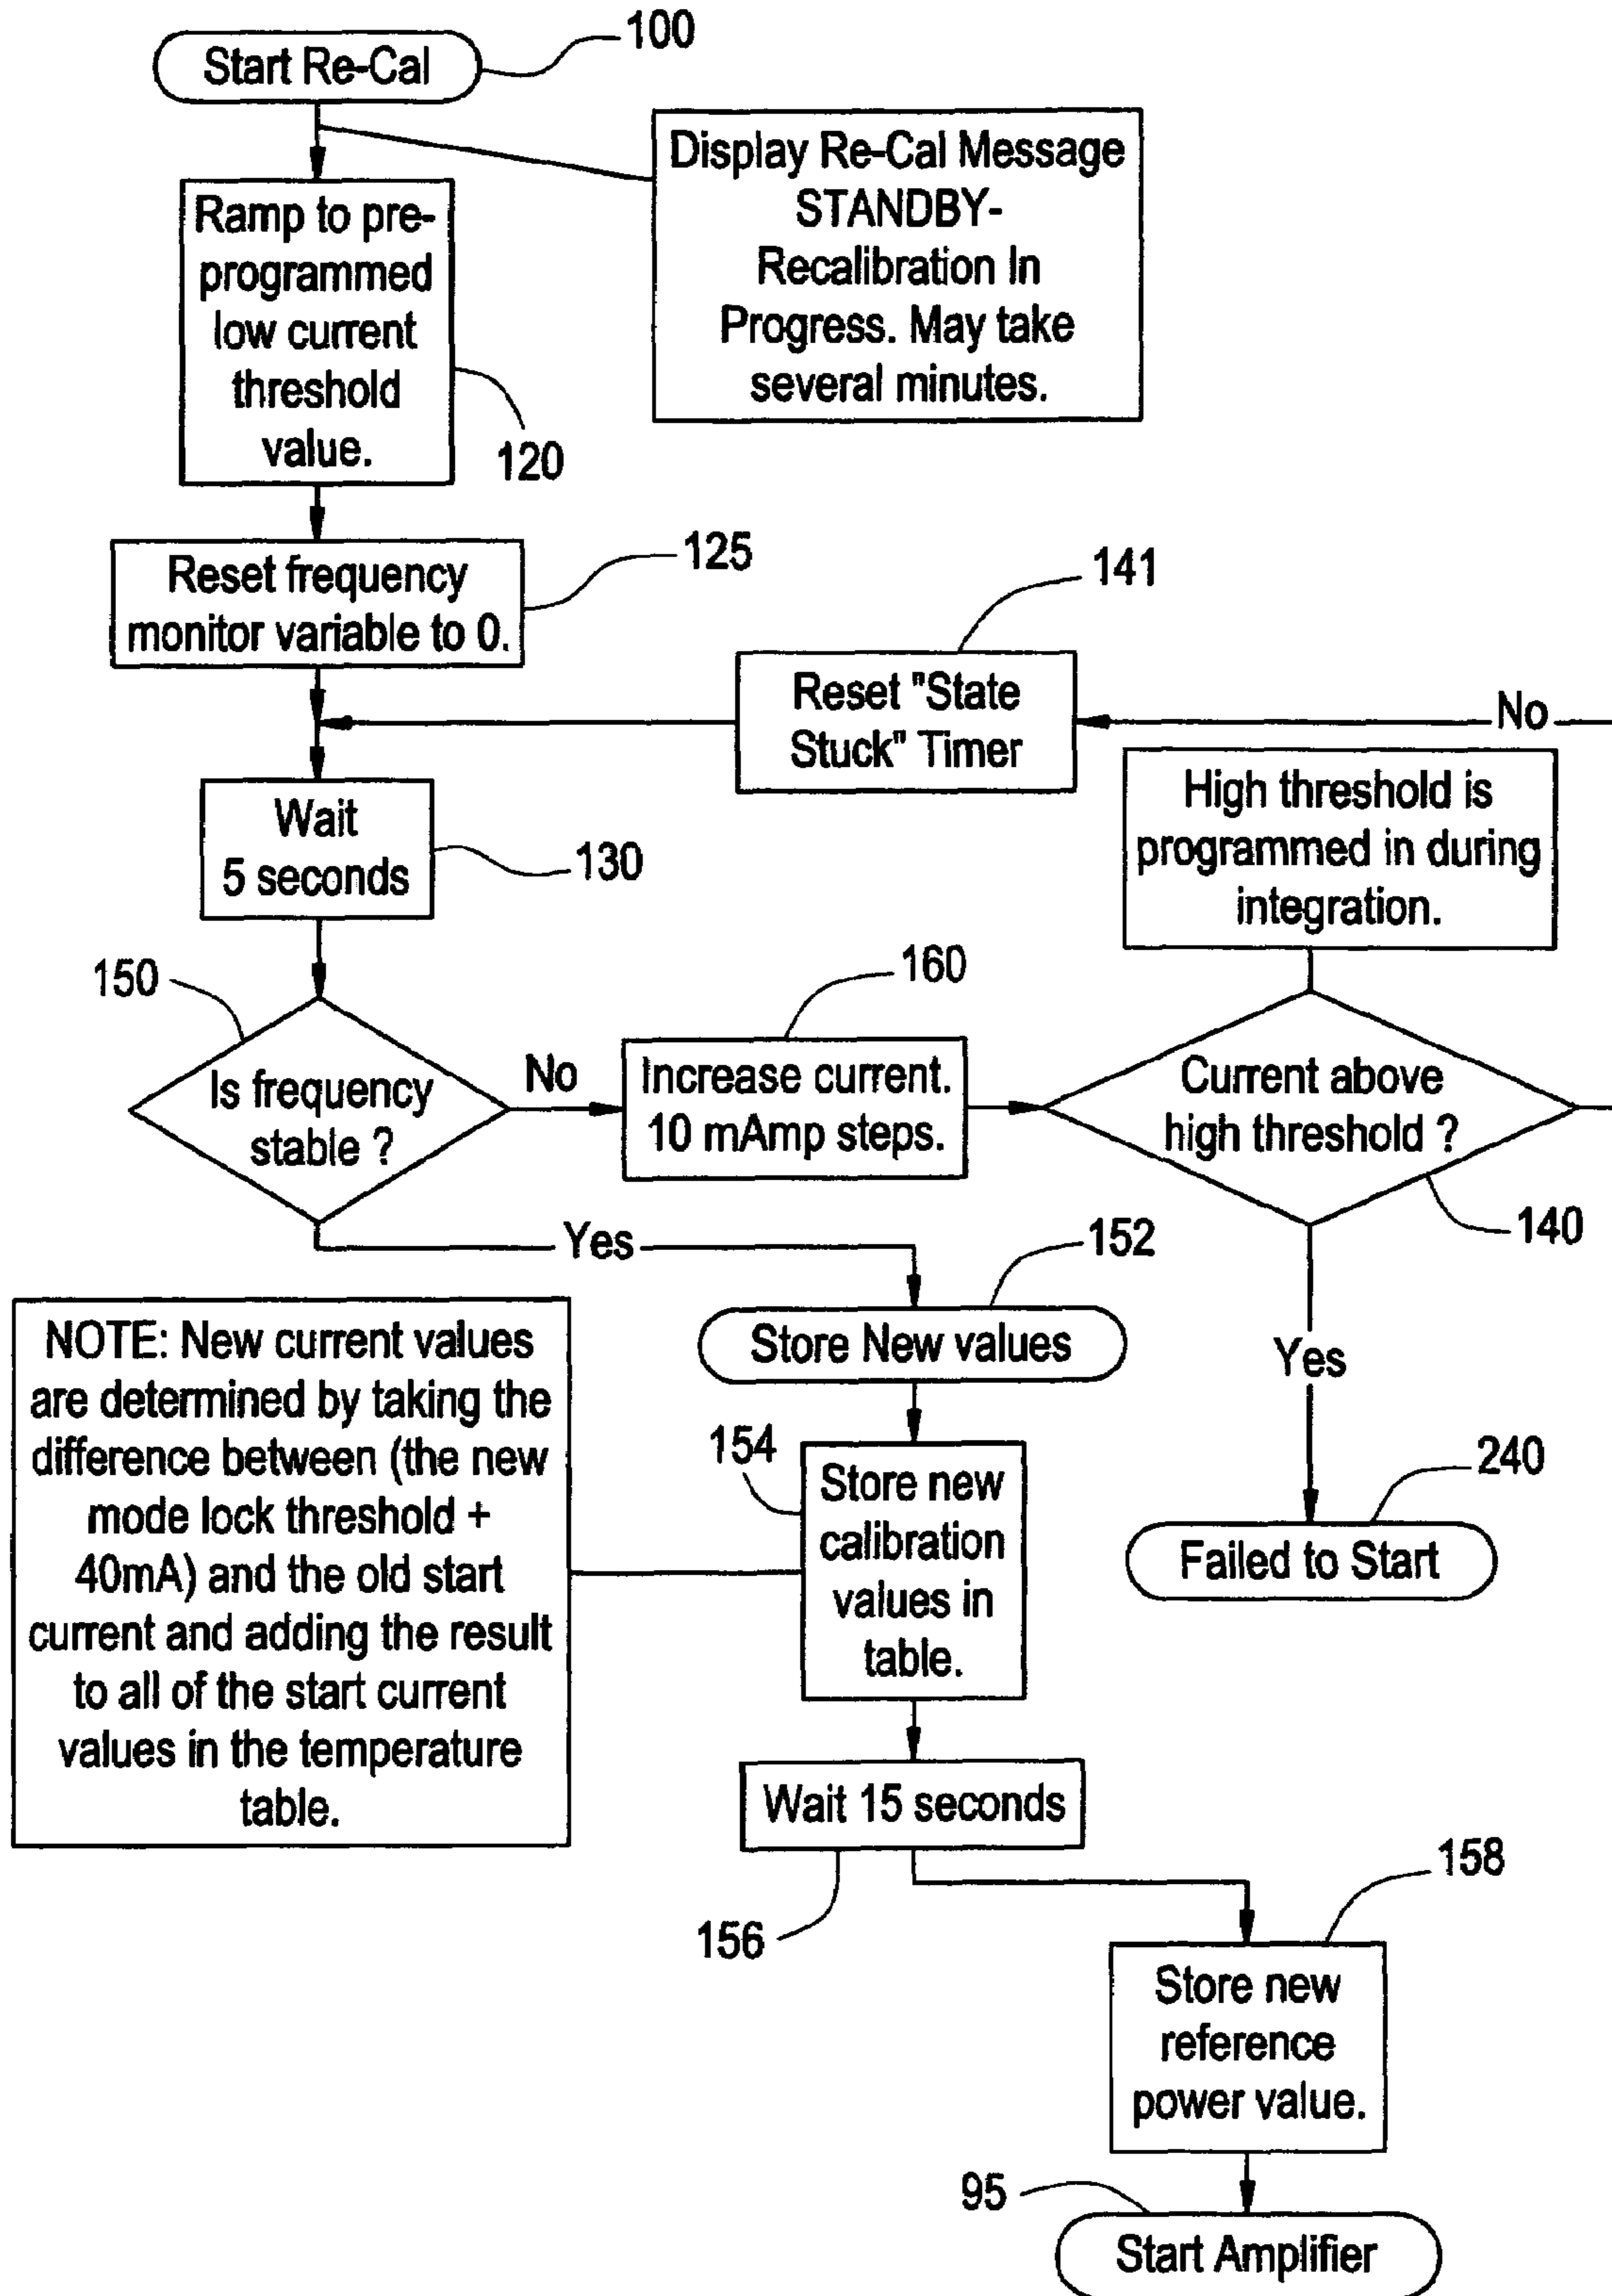 100
Start Re-Cal
Display Re-Cal Message
STANDBY-
Recalibration In
Progress. May take
several minutes.
Ramp to pre-
programmed
low current
threshold
value.
120
Reset frequency
monitor variable to 0.
125
141
Reset "State
Stuck" Timer
No
High threshold is
programmed in during
integration.
Wait
5 seconds
130
150
Is frequency
stable ?
No
160
Increase current.
10 mAmp steps.
Current above
high threshold ?
140
Yes
152
Store New values
Yes
NOTE: New current values
are determined by taking the
difference between (the new
mode lock threshold +
40mA) and the old start
current and adding the result
to all of the start current
values in the temperature
table.
154
Store new
calibration
values in
table.
240
Failed to Start
Wait 15 seconds
156
158
Store new
reference
power value.
95
Start Amplifier